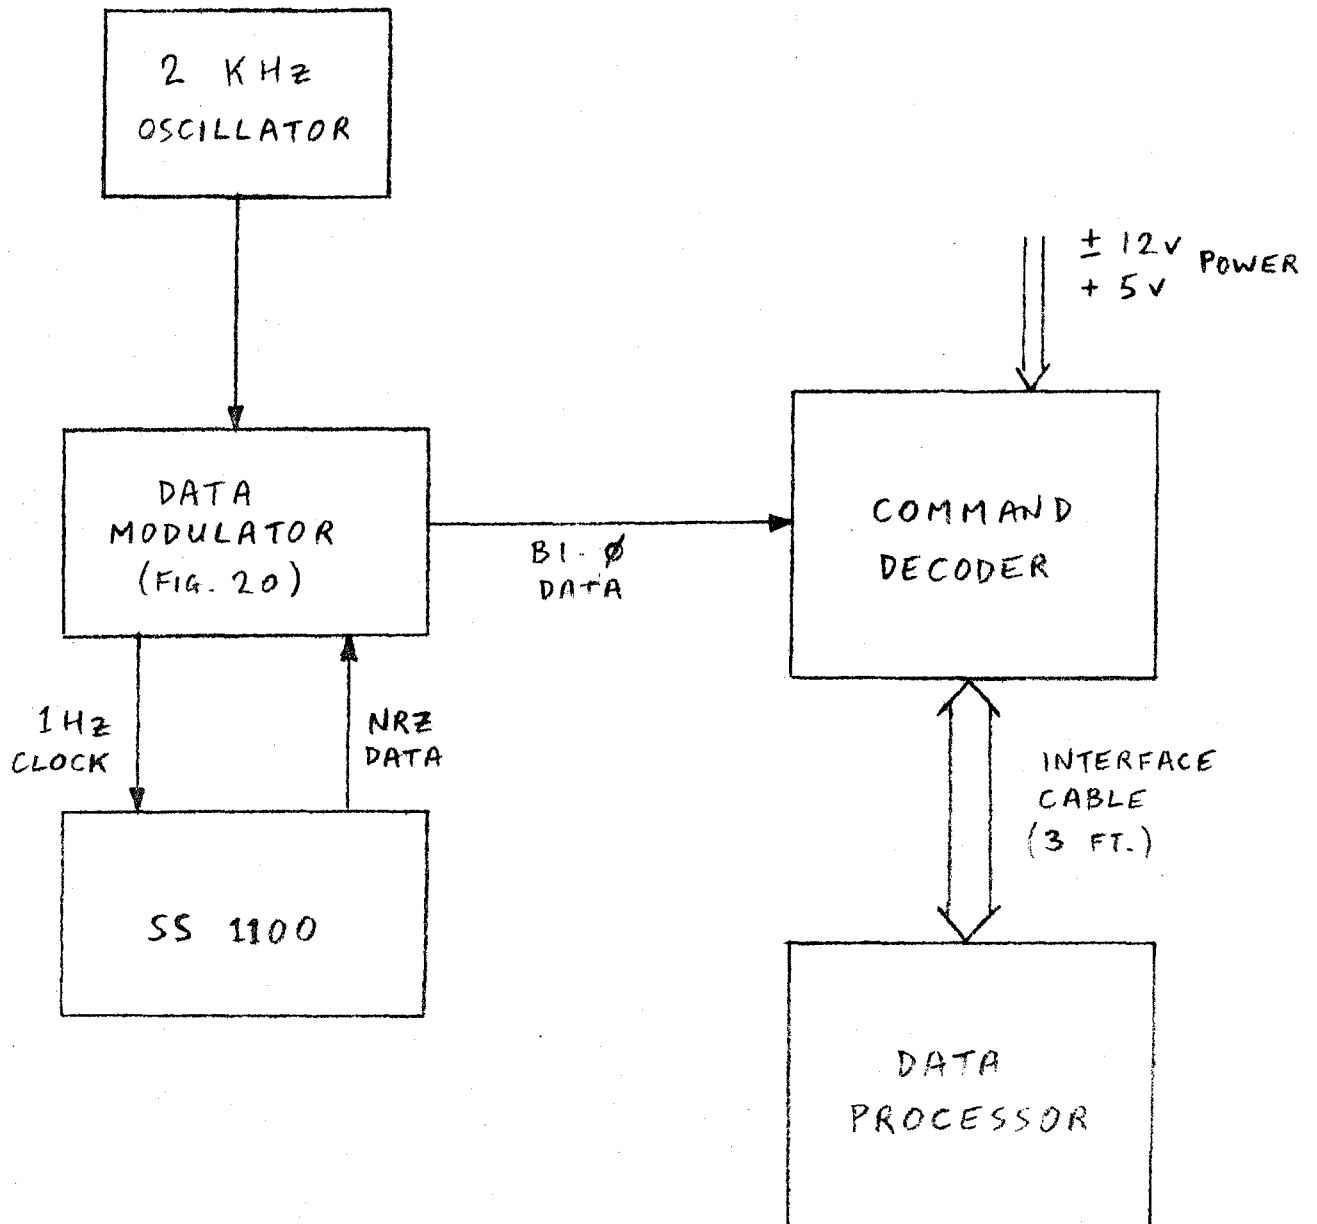 2 KHz
OSCILLATOR
± 12V
+ 5V
POWER
DATA
MODULATOR
(FIG. 20)
BI-Ø
DATA
COMMAND
DECODER
1Hz
CLOCK
NRZ
DATA
INTERFACE
CABLE
(3 FT.)
SS 1100
DATA
PROCESSOR